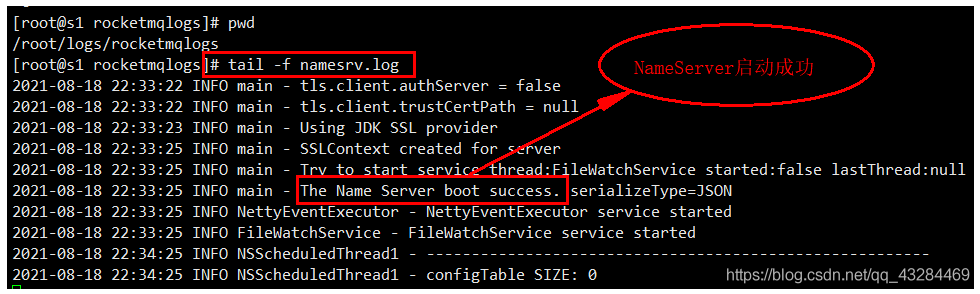 [root@s1 rocketmqlogs]# pwd
/root/logs/rocketmqlogs
[root@s1 rocketmqlogs]# tail -f namesrv.log
NameServer启动成功
2021-08-18 22:33:22 INFO main - tls.client.authServer = false
2021-08-18 22:33:22 INFO main - tls.client.trustCertPath = null
2021-08-18 22:33:23 INFO main - Using JDK SSL provider
2021-08-18 22:33:25 INFO main - SSLContext created for server
2021-08-18 22:33:25 INFO main - Try to start service thread:FileWatchService started:false lastThread:null
2021-08-18 22:33:25 INFO main - The Name Server boot success. serializeType=JSON
2021-08-18 22:33:25 INFO NettyEventExecutor - NettyEventExecutor service started
2021-08-18 22:33:25 INFO FileWatchService - FileWatchService service started
2021-08-18 22:34:25 INFO NSScheduledThread1 - --------------------------------------------------------
2021-08-18 22:34:25 INFO NSScheduledThread1 - configTable SIZE: 0
https://blog.csdn.net/qq_43284469